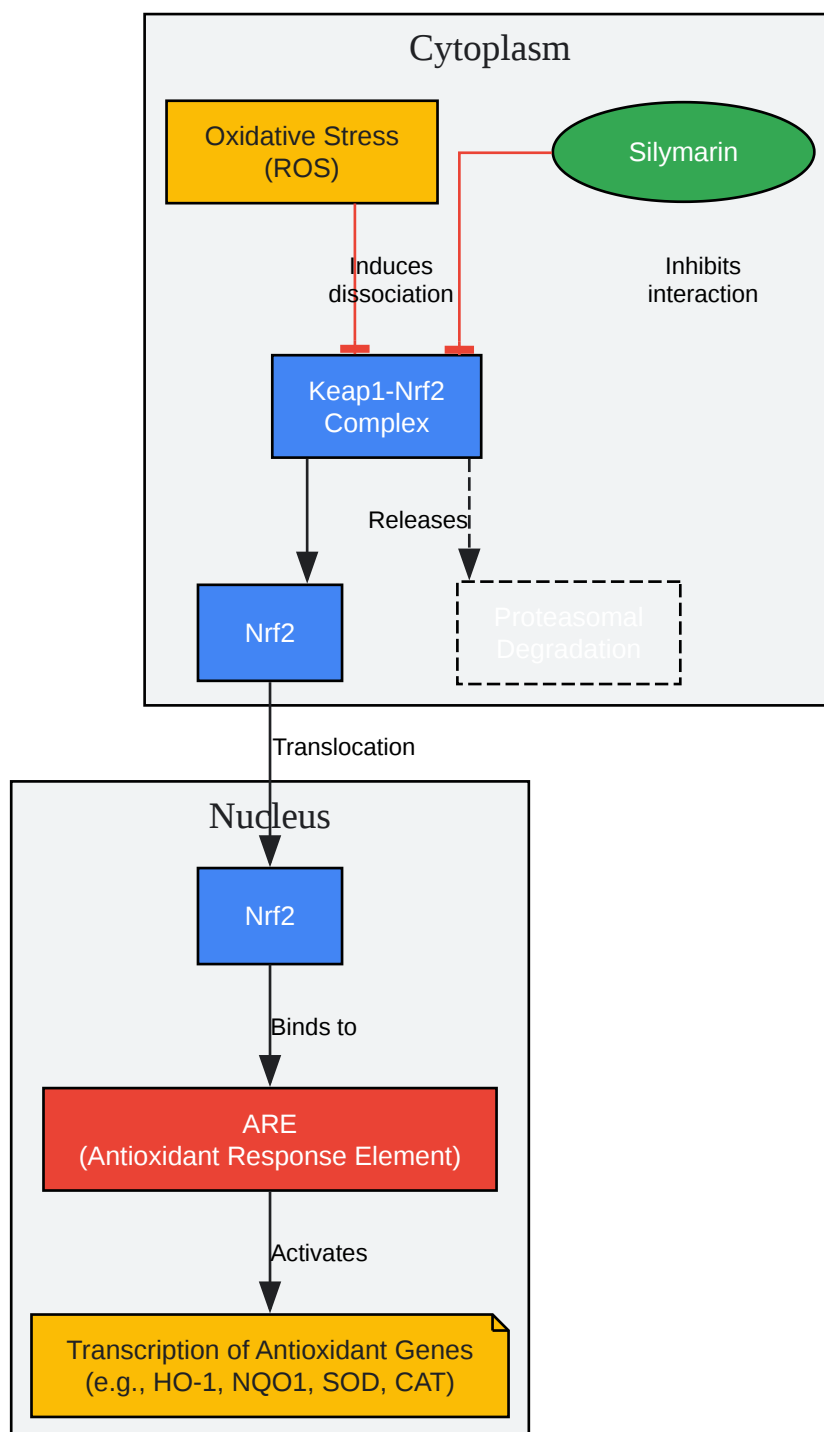 Cytoplasm
Oxidative Stress
(ROS)
Silymarin
Induces
dissociation
Inhibits
interaction
Keap1-Nrf2
Complex
Releases
Nrf2
Proteasomal
Degradation
Translocation
Nucleus
Nrf2
Binds to
ARE
(Antioxidant Response Element)
Activates
Transcription of Antioxidant Genes
(e.g., HO-1, NQO1, SOD, CAT)